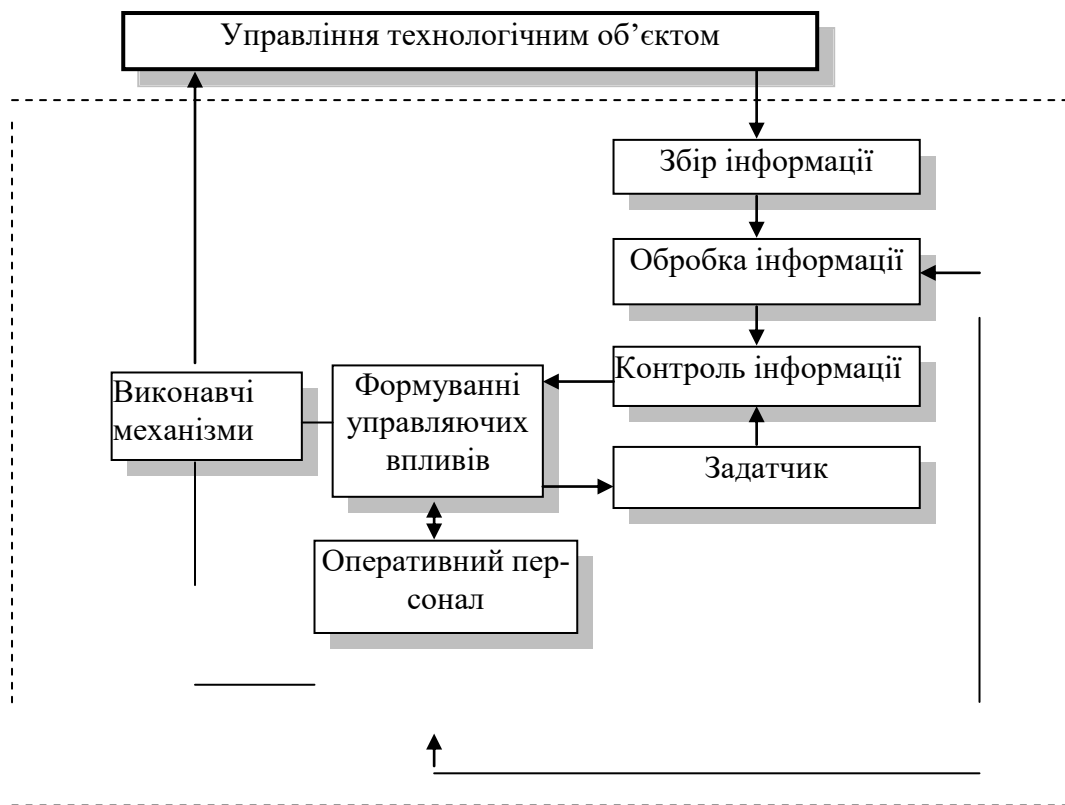 Управління технологічним об’єктом
Збір інформації
Обробка інформації
Контроль інформації
Виконавчі
механізми
Формуванні
управляючих
впливів
Задатчик
Оперативний пер-
сонал